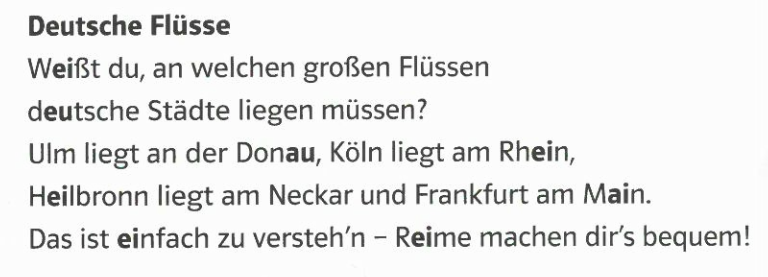 Deutsche Flüsse
Weißt du, an welchen großen Flüssen
deutsche Städte liegen müssen?
Ulm liegt an der Donau, Köln liegt am Rhein,
Heilbronn liegt am Neckar und Frankfurt am Main.
Das ist einfach zu versteh'n – Reime machen dir's bequem!